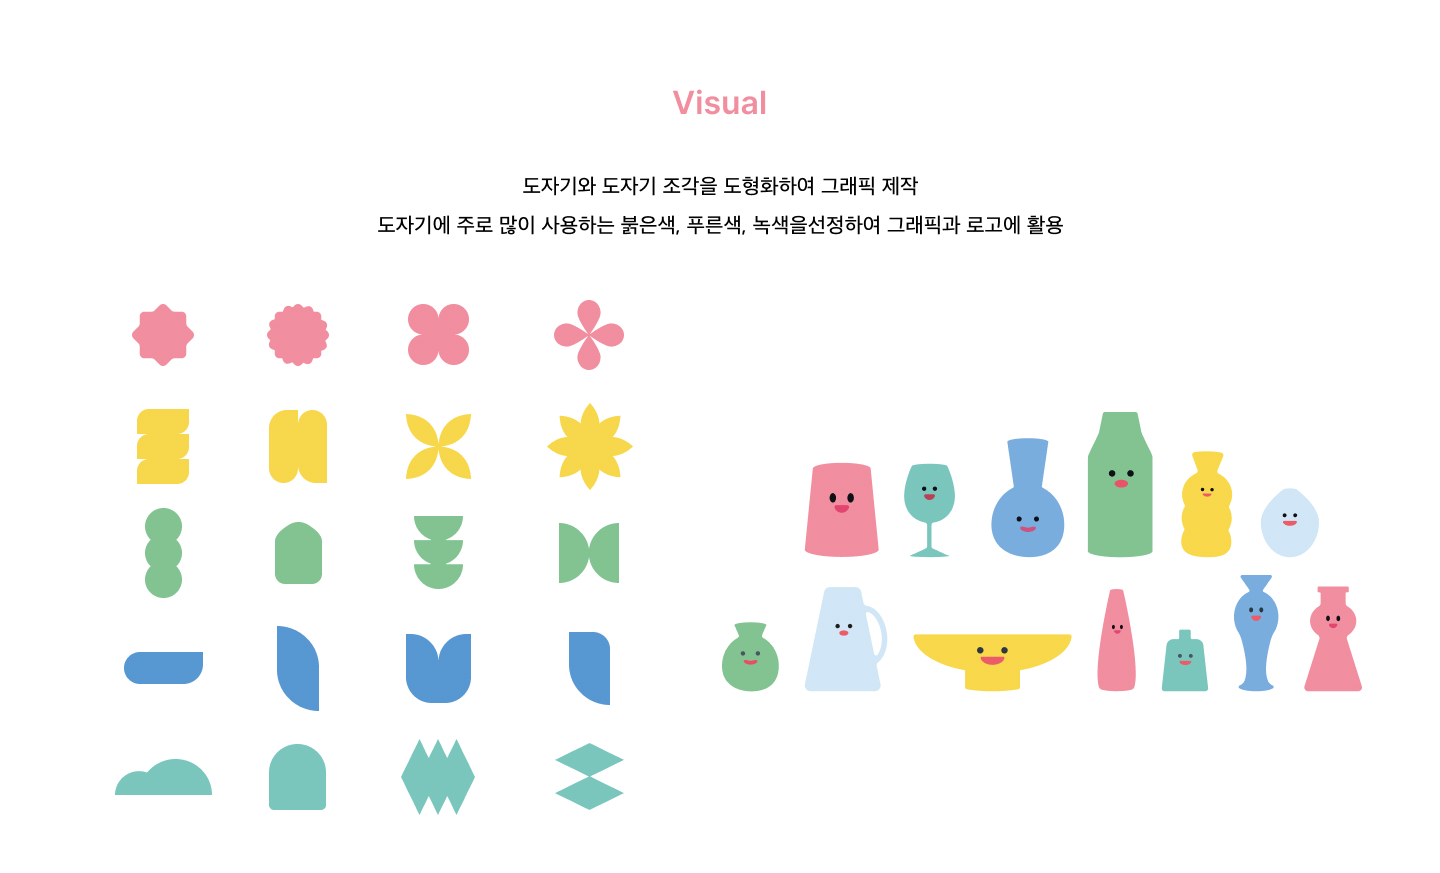 Visual
도자기와 도자기 조각을 도형화하여 그래픽 제작
도자기에 주로 많이 사용하는 붉은색, 푸른색, 녹색을선정하여 그래픽과 로고에 활용